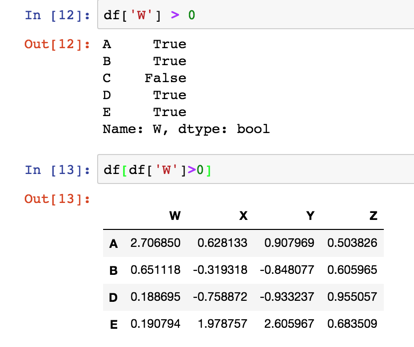 In [12]: df['W'] > 0
Out[12]: A True
B True
C False
D True
E True
Name: W, dtype: bool
In [13]: df[df['W']>0]
Out[13]:
W X Y Z
A 2.706850 0.628133 0.907969 0.503826
B 0.651118 -0.319318 -0.848077 0.605965
D 0.188695 -0.758872 -0.933237 0.955057
E 0.190794 1.978757 2.605967 0.683509